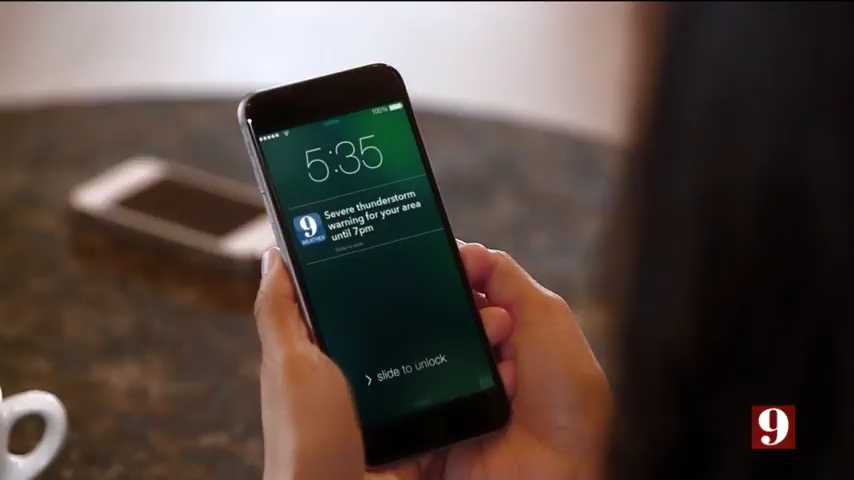 100%
5:35
9
WEATHER
Severe thunderstorm
warning for your area
until 7pm
slide to unlock
9